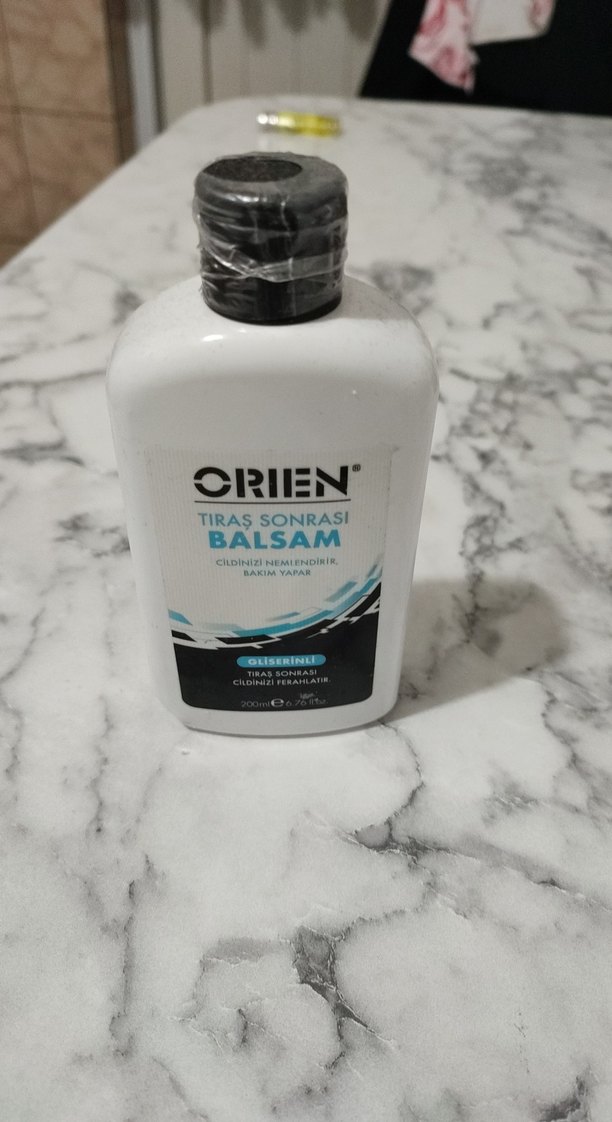 ORIEN®
TIRAŞ SONRASI
BALSAM
CİLDİNİZİ NEMLENDİRİR,
BAKIM YAPAR
GLİSERİNLİ
TIRAŞ SONRASI
CİLDİNİZİ FERAHLATIR.
200ml ℮ 6.76 fl.oz